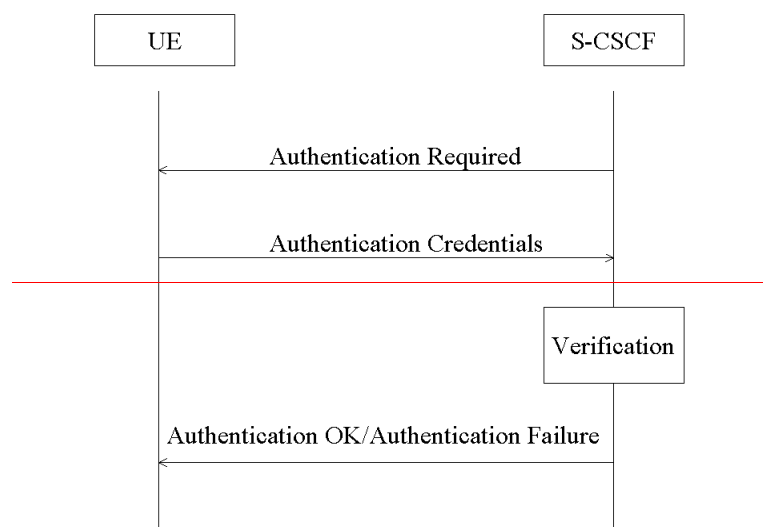 UE
S-CSCF
Authentication Required
Authentication Credentials
Verification
Authentication OK/Authentication Failure